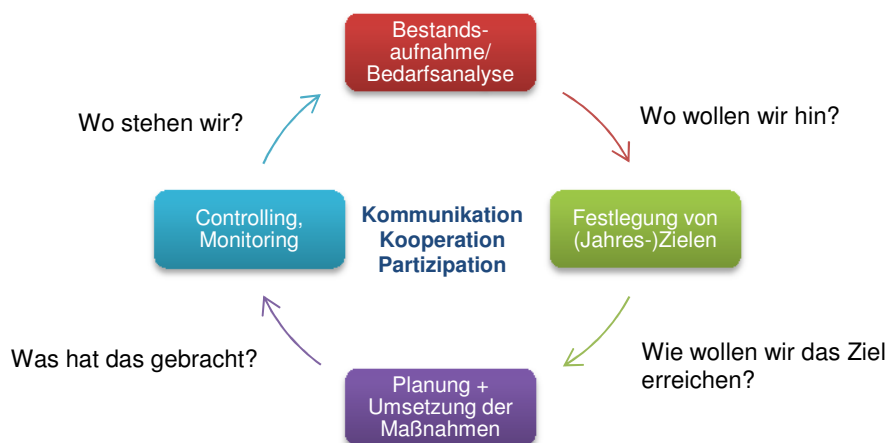 Bestands-
aufnahme/
Bedarfsanalyse
Wo stehen wir?
Wo wollen wir hin?
Controlling,
Monitoring
Kommunikation
Kooperation
Partizipation
Festlegung von
(Jahres-)Zielen
Was hat das gebracht?
Wie wollen wir das Ziel
erreichen?
Planung +
Umsetzung der
Maßnahmen